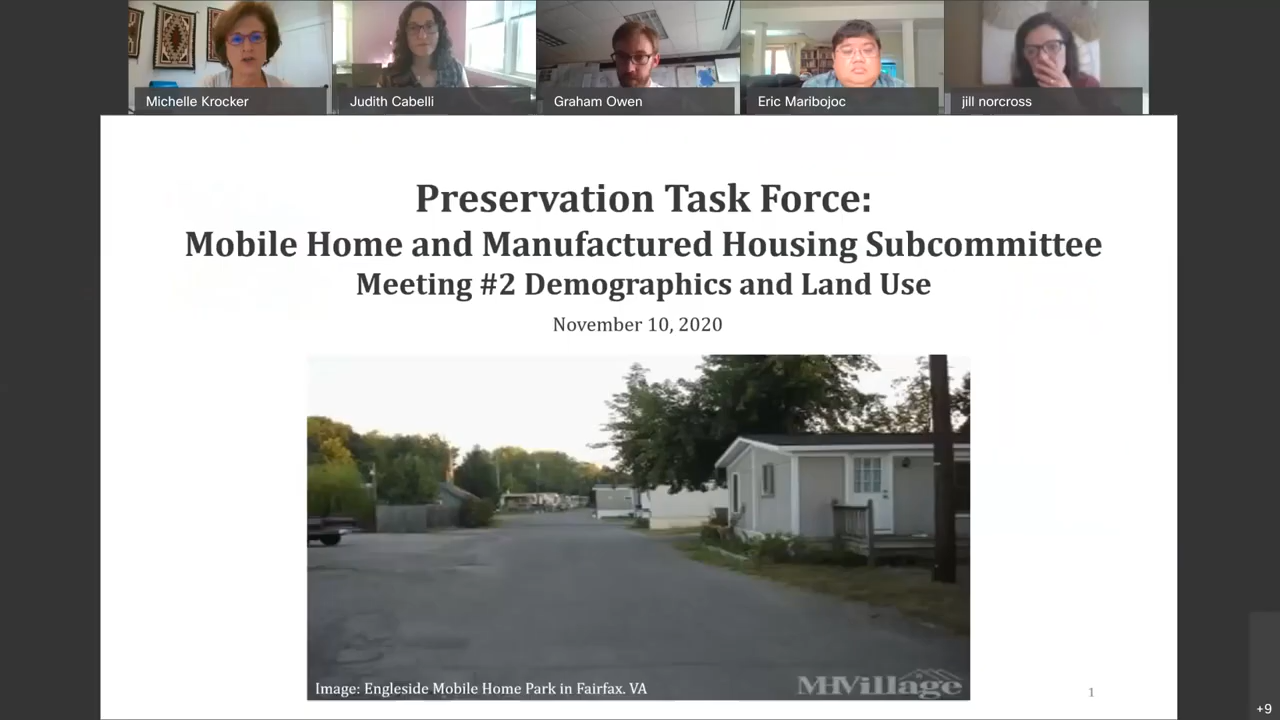 Michelle Krocker
Judith Cabelli
Graham Owen
Eric Maribojoc
jill norcross
Preservation Task Force:
Mobile Home and Manufactured Housing Subcommittee
Meeting #2 Demographics and Land Use
November 10, 2020
Image: Engleside Mobile Home Park in Fairfax. VA
MHVillage
1
+9